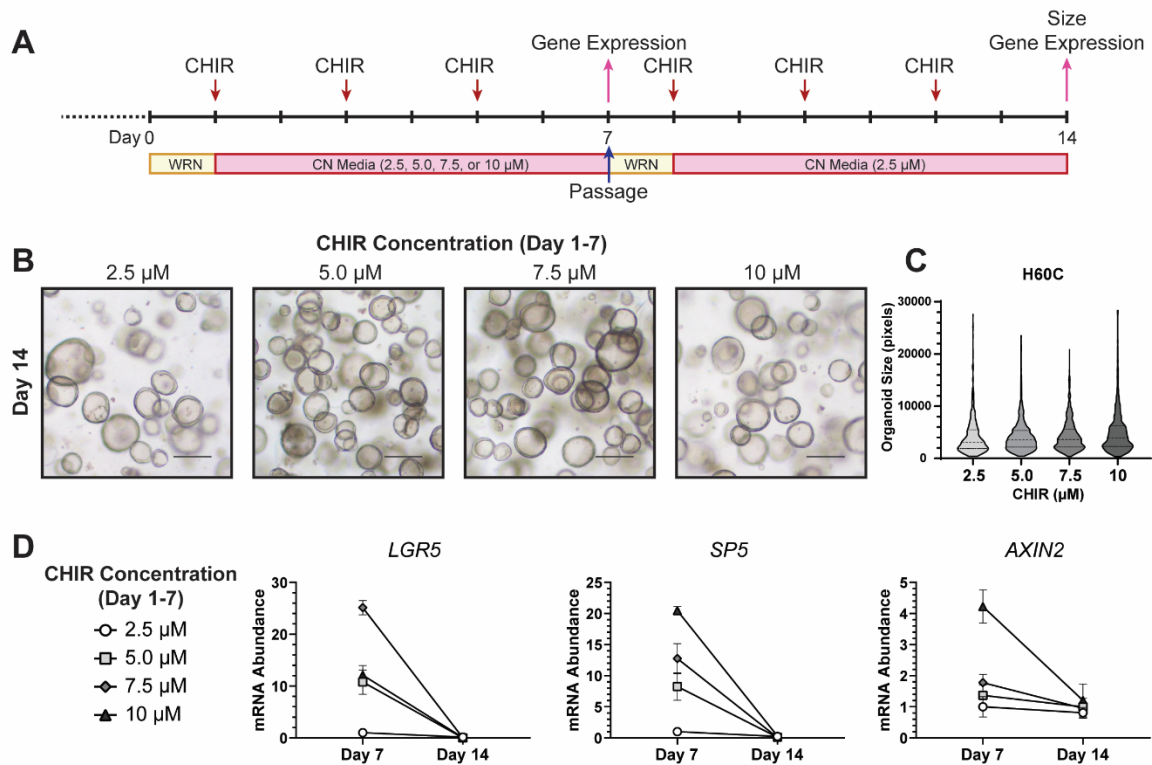 A
Size
Gene Expression
Gene Expression
CHIR
CHIR
CHIR
CHIR
CHIR
CHIR
Day 0
7
14
WRN
CN Media (2.5, 5.0, 7.5, or 10 µM)
WRN
CN Media (2.5 µM)
Passage
B
CHIR Concentration (Day 1-7)
2.5 µM
5.0 µM
7.5 µM
10 µM
Day 14
C
H60C
Organoid Size (pixels)
30000
20000
10000
0
2.5
5.0
7.5
10
CHIR (µM)
D
CHIR Concentration
(Day 1-7)
2.5 µM
5.0 µM
7.5 µM
10 µM
LGR5
mRNA Abundance
30
20
10
0
Day 7
Day 14
SP5
mRNA Abundance
25
20
15
10
5
0
Day 7
Day 14
AXIN2
mRNA Abundance
5
4
3
2
1
0
Day 7
Day 14